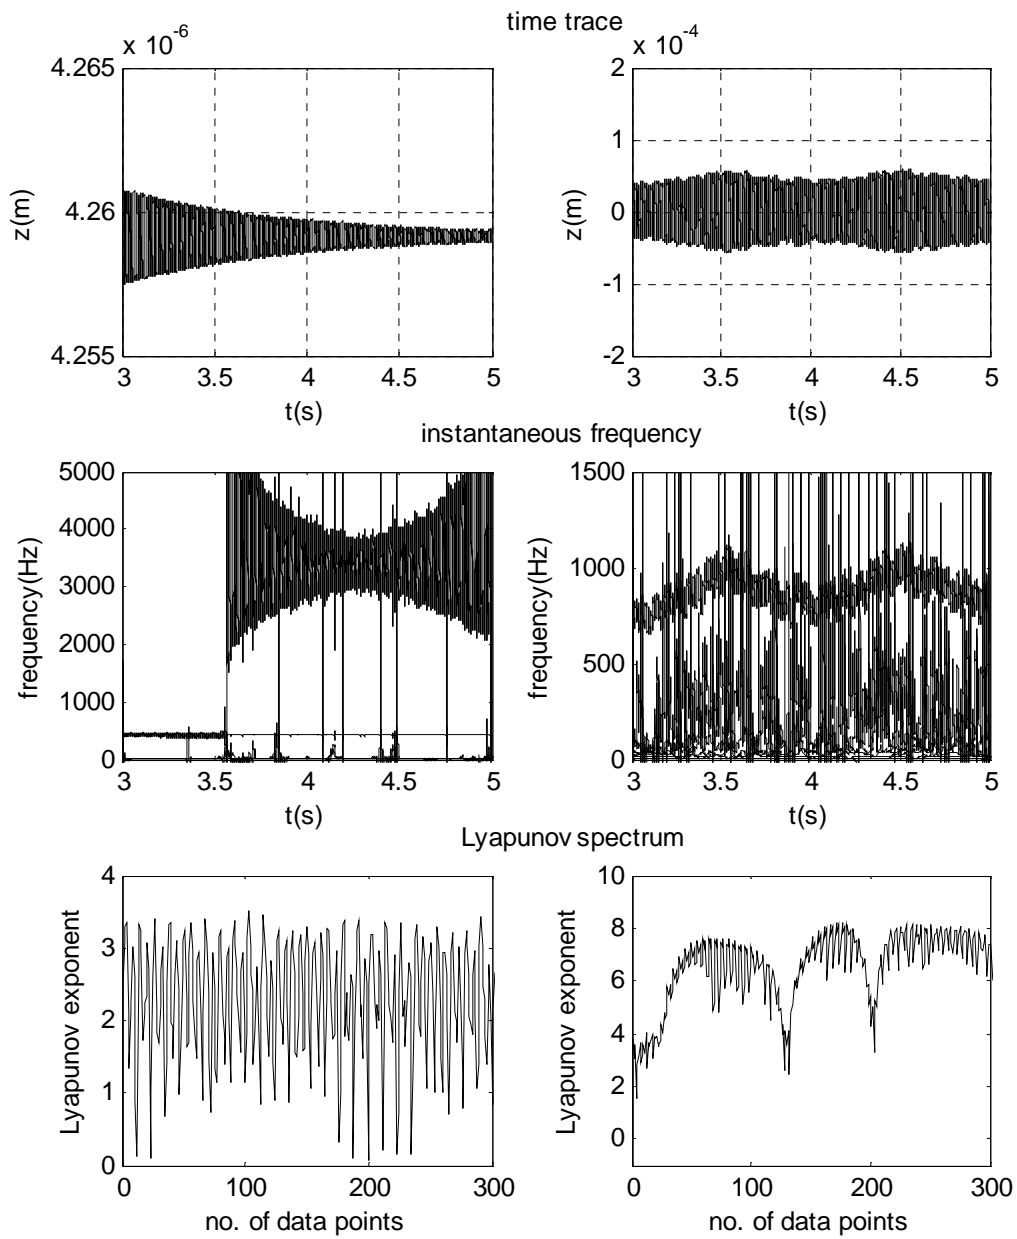 time trace
x 10-6
x 10-4
4.265
4.26
4.255
z(m)
3 3.5 4 4.5 5
t(s)
2
1
0
-1
-2
z(m)
3 3.5 4 4.5 5
t(s)
instantaneous frequency
5000
4000
3000
2000
1000
0
frequency(Hz)
3 3.5 4 4.5 5
t(s)
1500
1000
500
0
frequency(Hz)
3 3.5 4 4.5 5
t(s)
Lyapunov spectrum
4
3
2
1
0
Lyapunov exponent
0 100 200 300
no. of data points
10
8
6
4
2
0
Lyapunov exponent
0 100 200 300
no. of data points